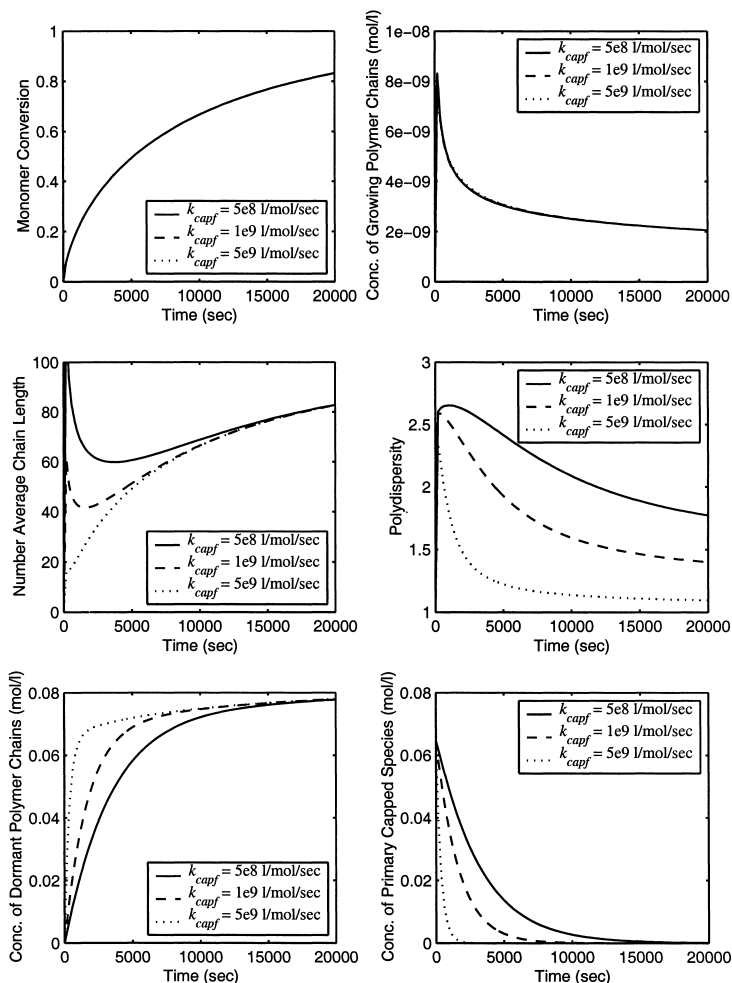 Monomer Conversion
1
0.8
0.6
0.4
0.2
0
k_capf = 5e8 l/mol/sec
k_capf = 1e9 l/mol/sec
k_capf = 5e9 l/mol/sec
0 5000 10000 15000 20000
Time (sec)
Conc. of Growing Polymer Chains (mol/l)
1e−08
8e−09
6e−09
4e−09
2e−09
0
k_capf = 5e8 l/mol/sec
k_capf = 1e9 l/mol/sec
k_capf = 5e9 l/mol/sec
0 5000 10000 15000 20000
Time (sec)
Number Average Chain Length
100
80
60
40
20
0
k_capf = 5e8 l/mol/sec
k_capf = 1e9 l/mol/sec
k_capf = 5e9 l/mol/sec
0 5000 10000 15000 20000
Time (sec)
Polydispersity
3
2.5
2
1.5
1
k_capf = 5e8 l/mol/sec
k_capf = 1e9 l/mol/sec
k_capf = 5e9 l/mol/sec
0 5000 10000 15000 20000
Time (sec)
Conc. of Dormant Polymer Chains (mol/l)
0.08
0.06
0.04
0.02
0
k_capf = 5e8 l/mol/sec
k_capf = 1e9 l/mol/sec
k_capf = 5e9 l/mol/sec
0 5000 10000 15000 20000
Time (sec)
Conc. of Primary Capped Species (mol/l)
0.08
0.06
0.04
0.02
0
k_capf = 5e8 l/mol/sec
k_capf = 1e9 l/mol/sec
k_capf = 5e9 l/mol/sec
0 5000 10000 15000 20000
Time (sec)